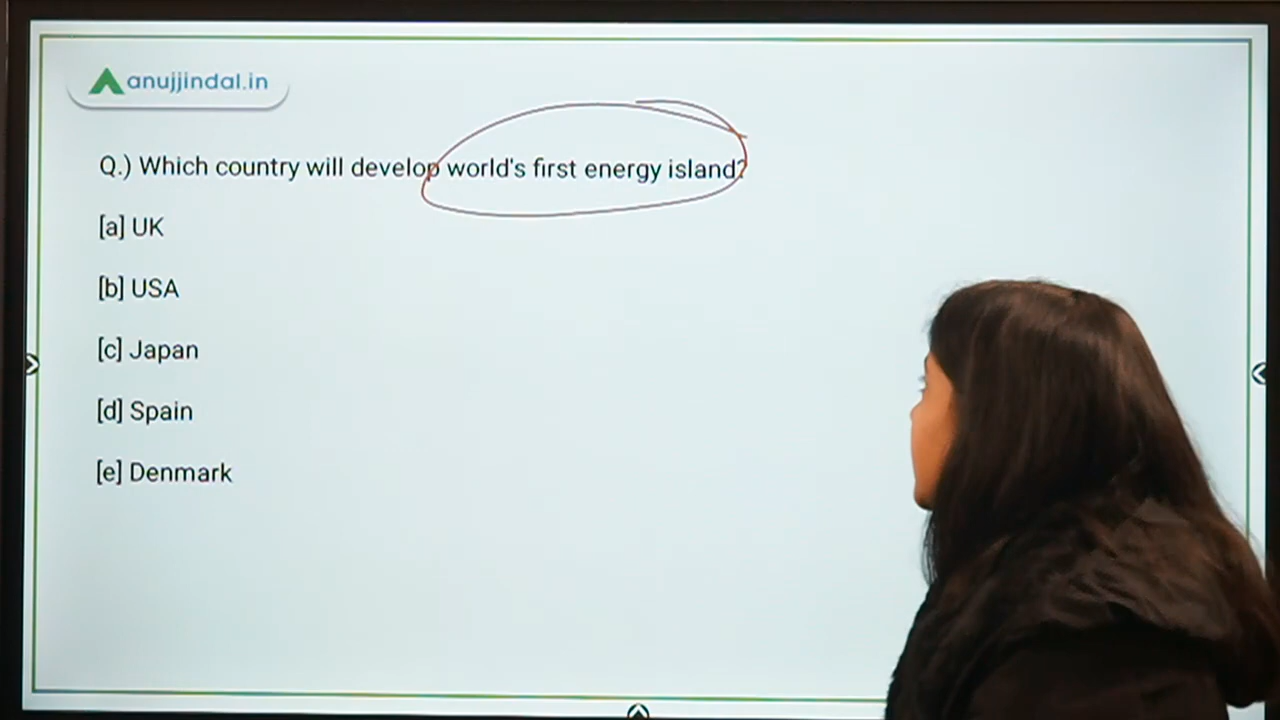 anujjindal.in
Q.) Which country will develop world's first energy island?
[a] UK
[b] USA
[c] Japan
[d] Spain
[e] Denmark